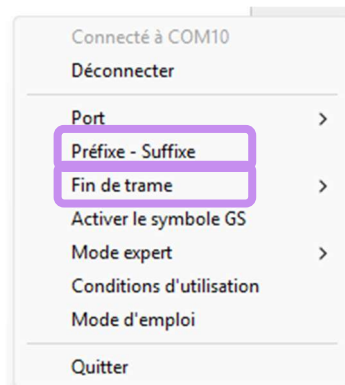 Connecté à COM10
Déconnecter
Port
Préfixe - Suffixe
Fin de trame
Activer le symbole GS
Mode expert
Conditions d'utilisation
Mode d'emploi
Quitter